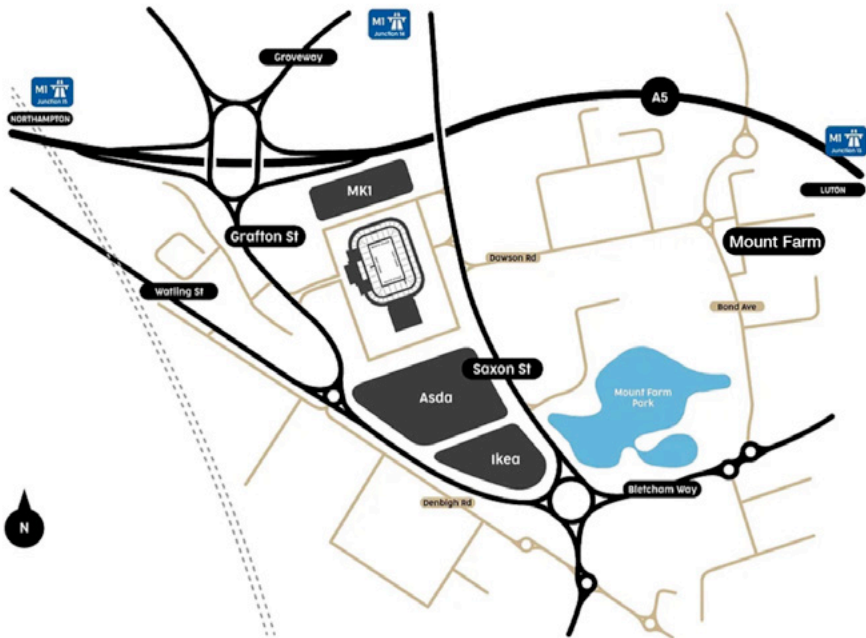 M1
Junction 14
Groveway
M1
Junction 15
A5
NORTHAMPTON
M1
Junction 13
MK1
LUTON
Grafton St
Mount Farm
Dawson Rd
Watling St
Bond Ave
Saxon St
Asda
Mount Farm
Park
Ikea
Bletcham Way
Denbigh Rd
N